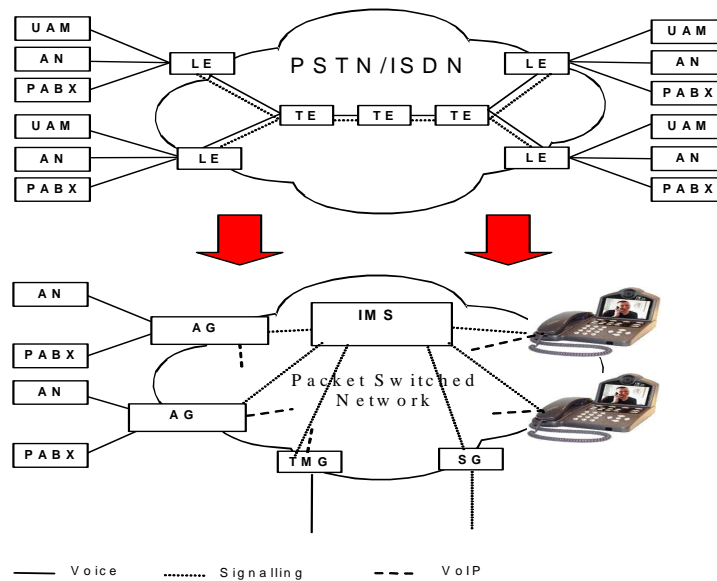 UAM
AN
PABX
UAM
AN
PABX
LE
LE
PSTN/ISDN
TE
TE
TE
LE
LE
UAM
AN
PABX
UAM
AN
PABX
AN
PABX
AN
PABX
AG
AG
IMS
Packet Switched
Network
TMG
SG
Voice
Signalling
VoIP